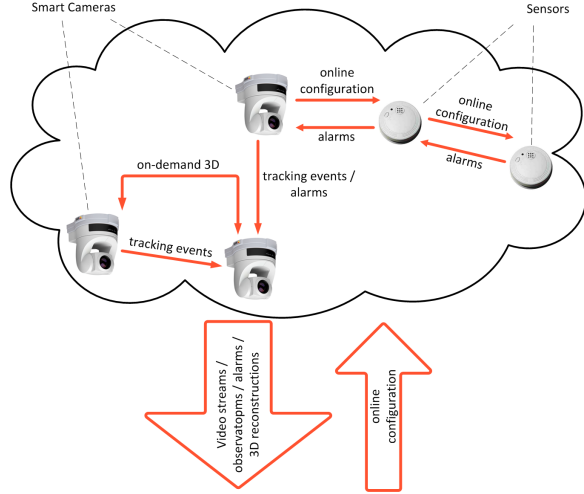 Smart Cameras
Sensors
online
configuration
online
configuration
alarms
alarms
on-demand 3D
tracking events /
alarms
tracking events
Video streams /
observatopms / alarms /
3D reconstructions
online
configuration